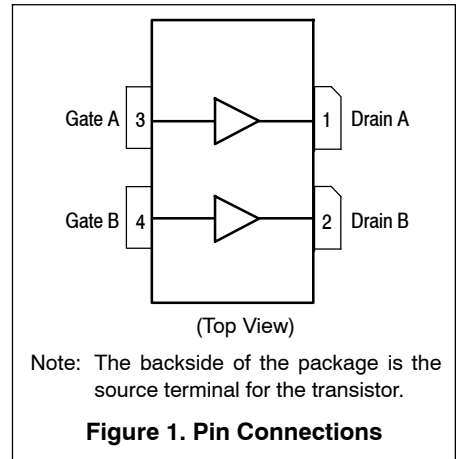 Gate A 3 1 Drain A
Gate B 4 2 Drain B
(Top View)
Note: The backside of the package is the
source terminal for the transistor.
Figure 1. Pin Connections